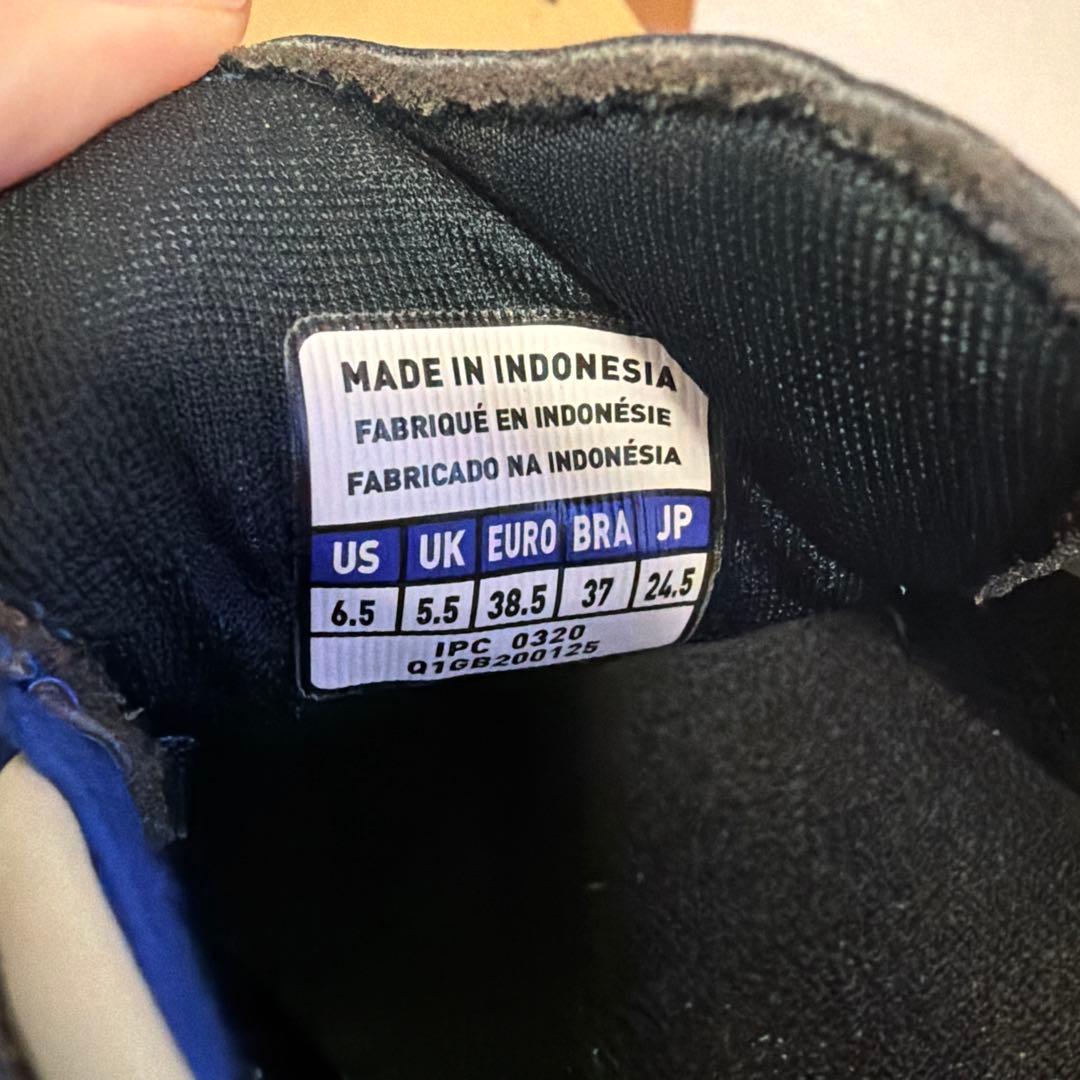 MADE IN INDONESIA
FABRIQUÉ EN INDONÉSIE
FABRICADO NA INDONÉSIA
US UK EURO BRA JP
6.5 5.5 38.5 37 24.5
IPC 0320
Q1GB200125